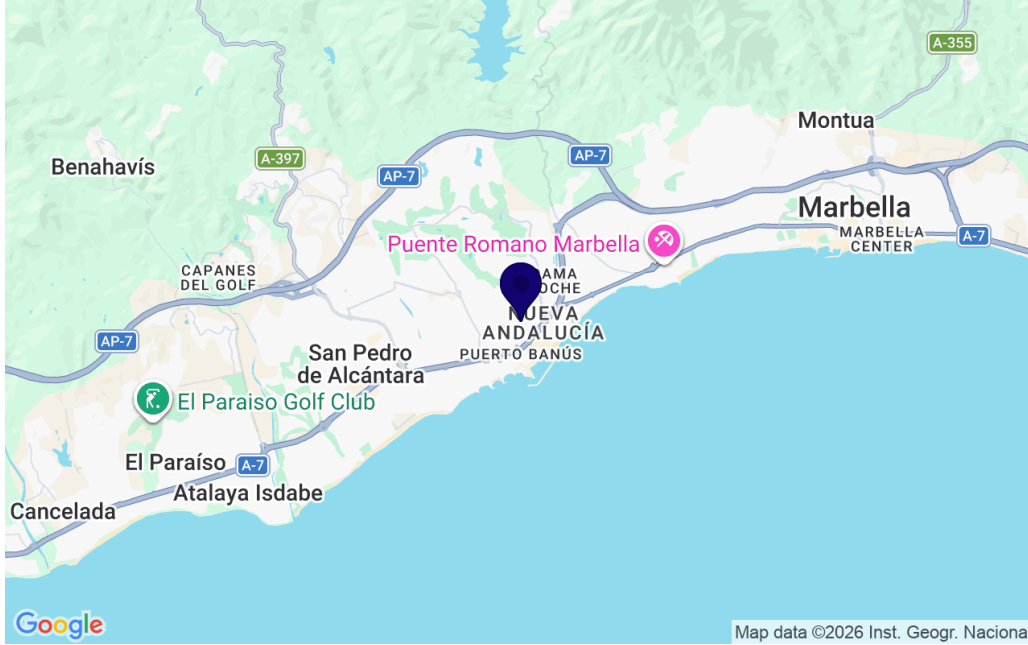 A-355
Montua
Benahavís
A-397
AP-7
AP-7
Marbella
MARBELLA
CENTER
A-7
Puente Romano Marbella
CAPANES
DEL GOLF
NUEVA
ANDALUCÍA
PUERTO BANÚS
AP-7
San Pedro
de Alcántara
El Paraiso Golf Club
El Paraíso
A-7
Atalaya Isdabe
Cancelada
Google
Map data ©2026 Inst. Geogr. Naciona